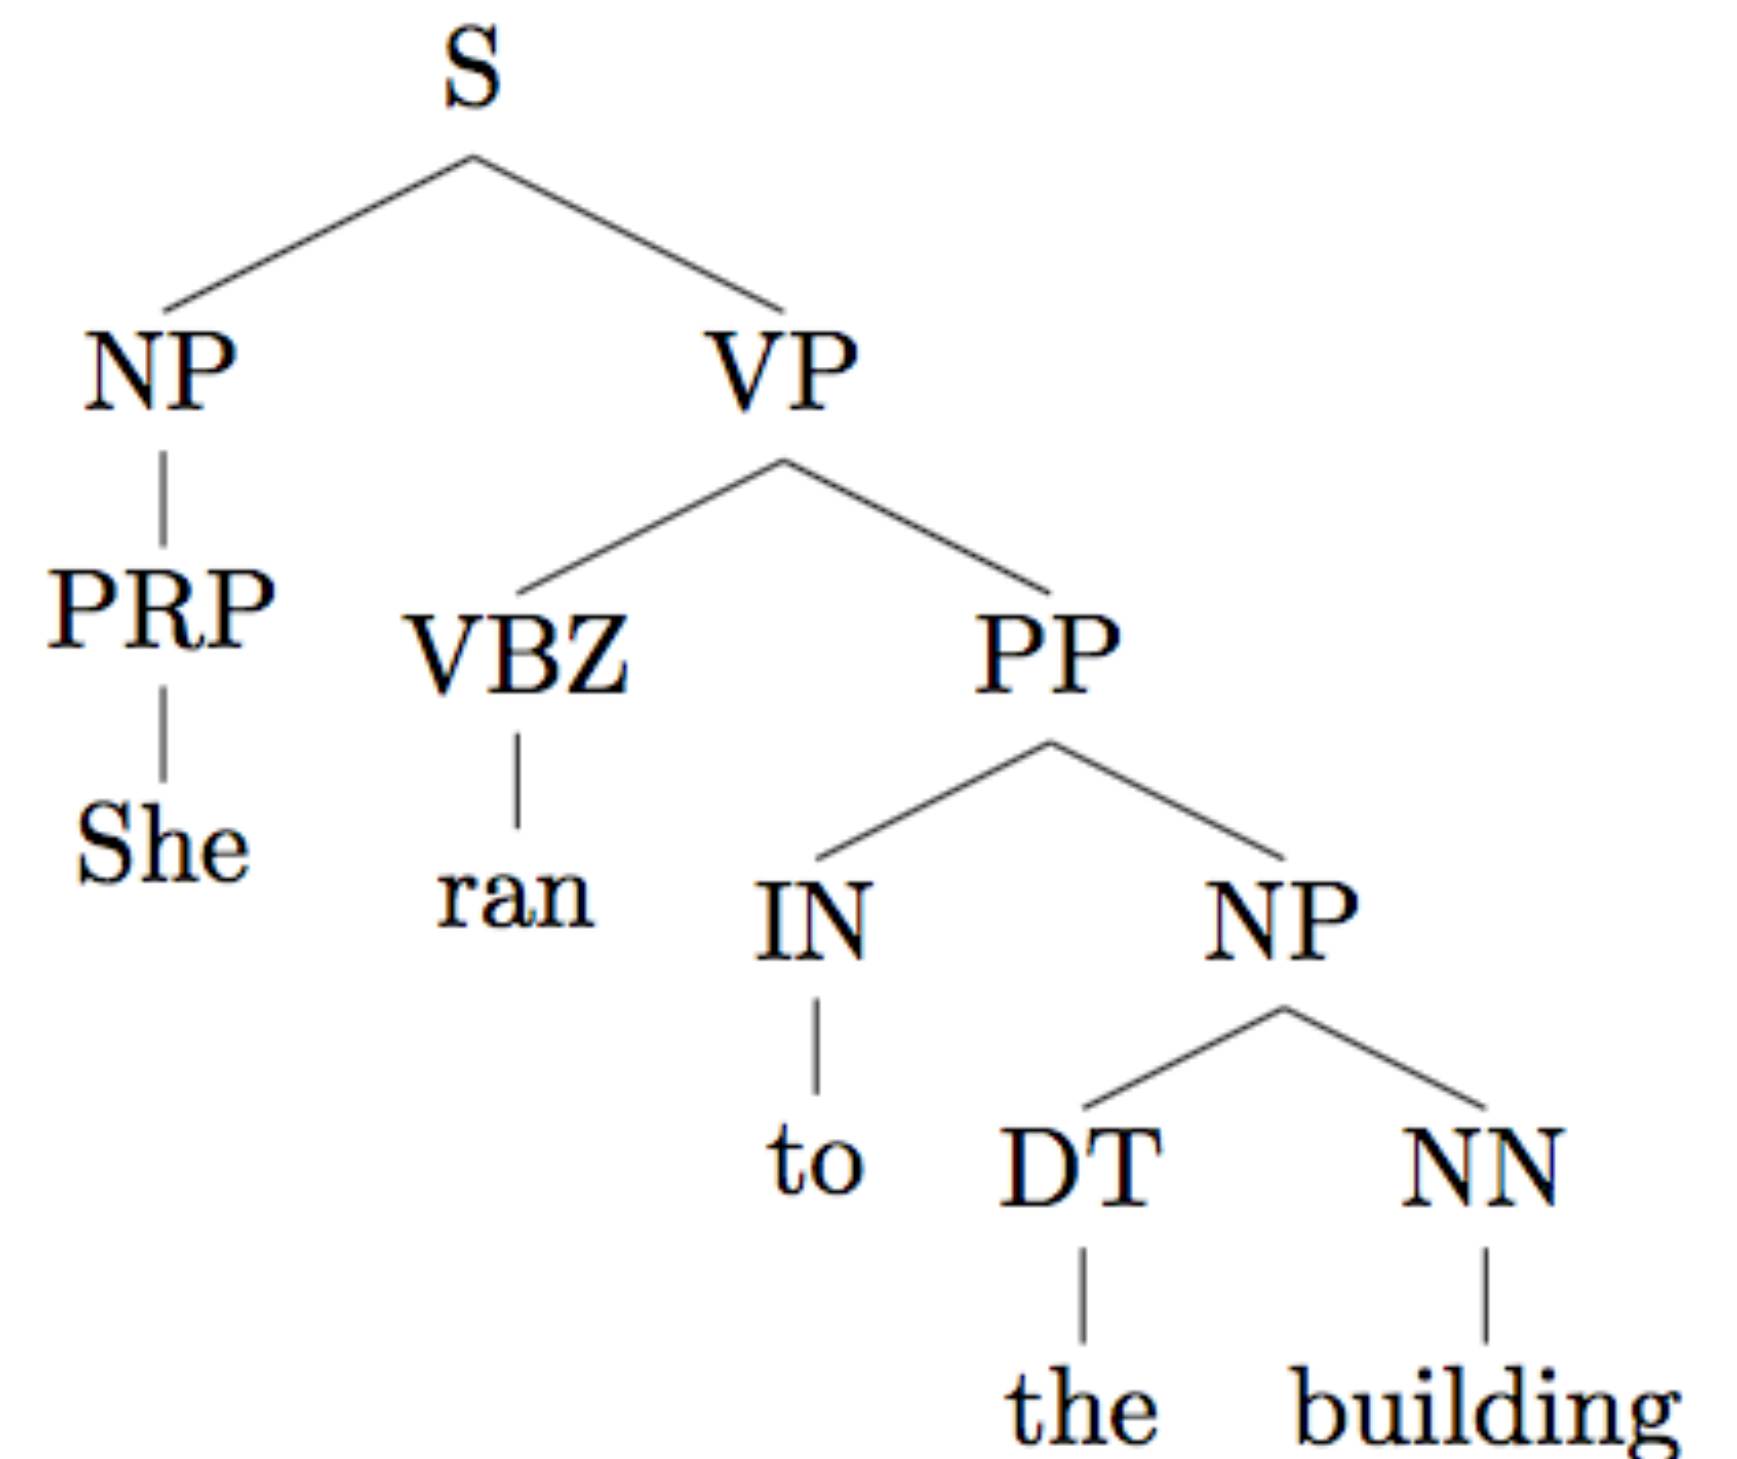 S
NP VP
PRP VBZ PP
She ran IN NP
to DT NN
the building